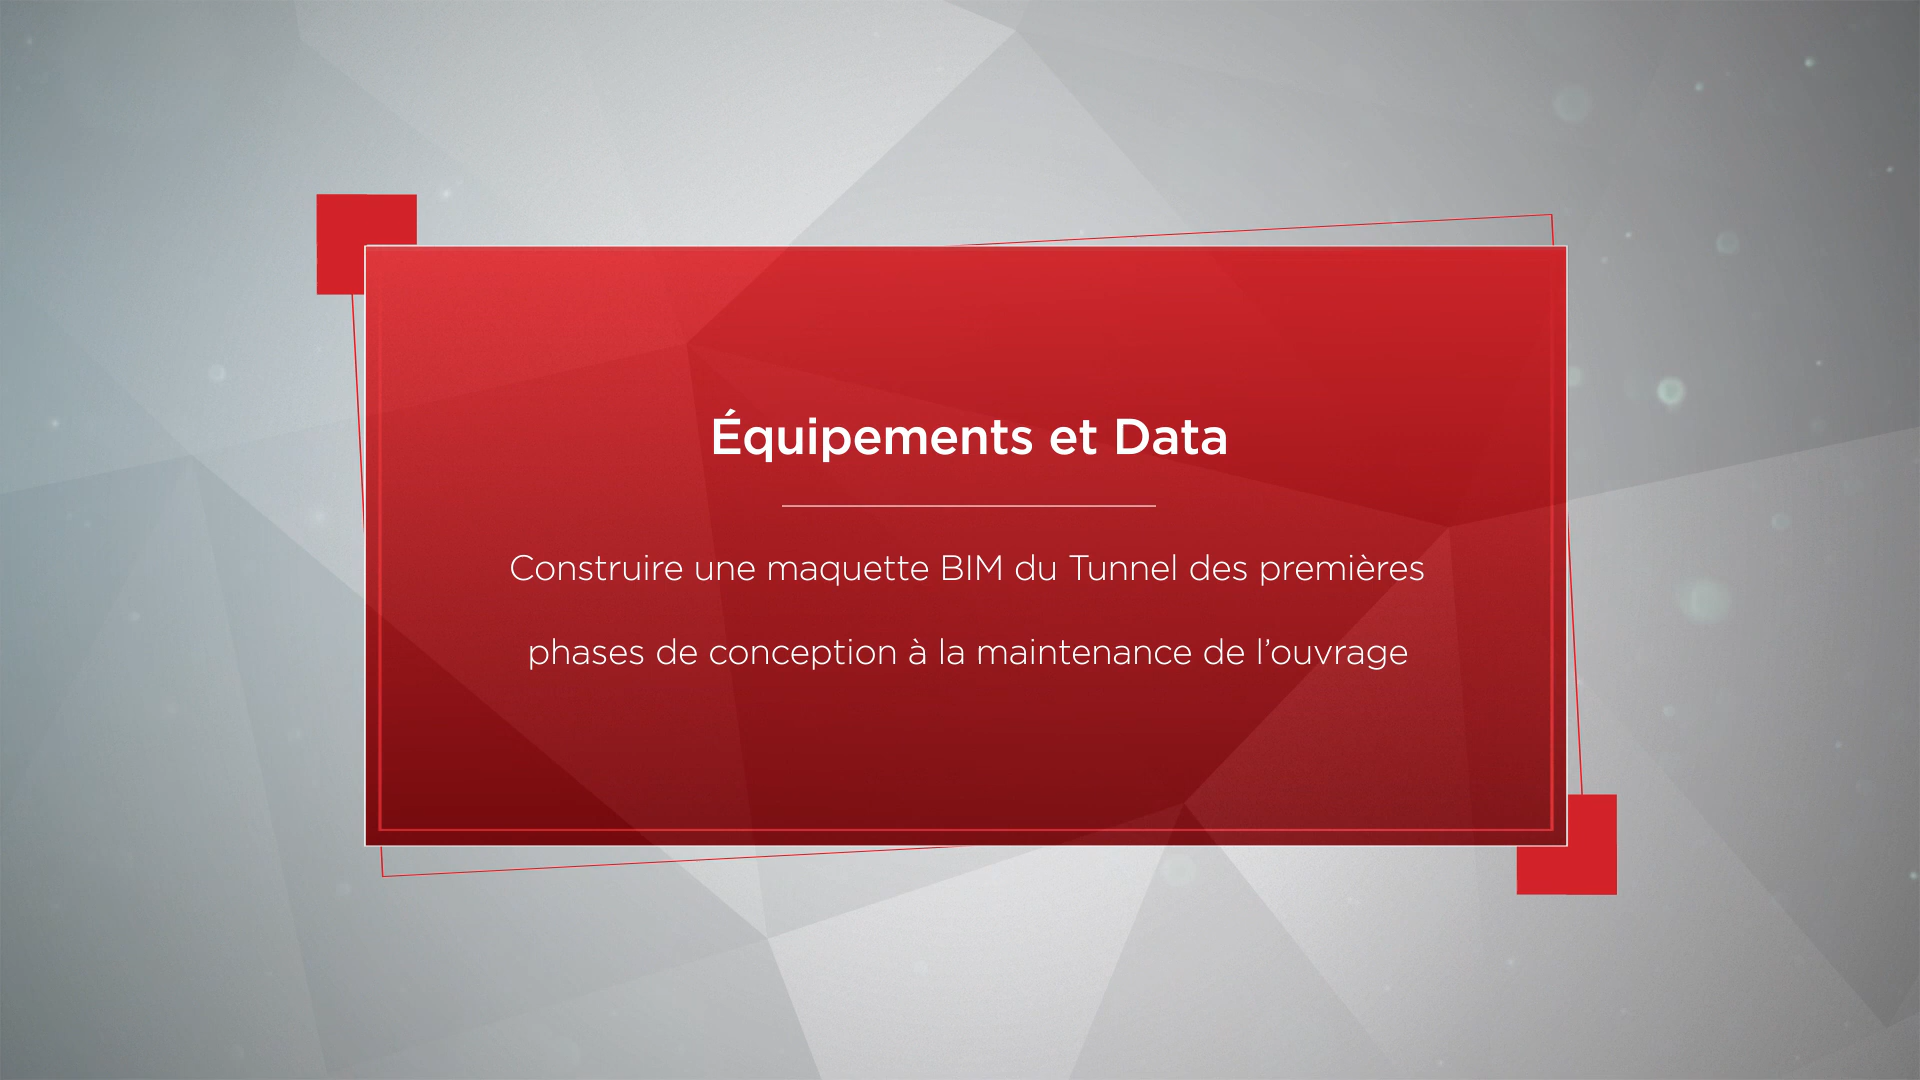 Équipements et Data
Construire une maquette BIM du Tunnel des premières
phases de conception à la maintenance de l’ouvrage